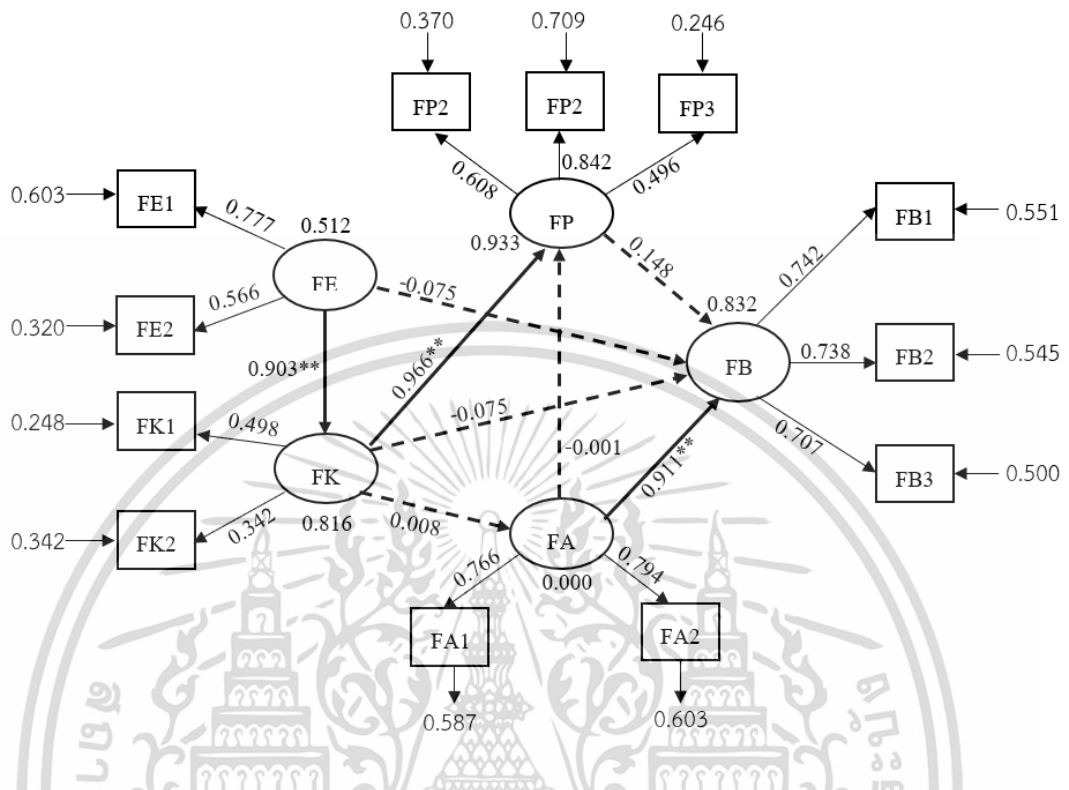 0.370 0.709 0.246
FP2 FP2 FP3
0.608 0.842 0.496
0.603 FE1 0.777 0.512 0.933 FP 0.148 FB1 0.551
0.742
FE -0.075 0.832
0.320 FE2 0.566 0.903** 0.966** FB 0.738 FB2 0.545
0.248 FK1 0.498 -0.075 0.707
FK -0.001 0.911** FB3 0.500
0.342 FK2 0.342 0.816 0.008 FA
0.766 0.000 0.794
FA1 FA2
0.587 0.603